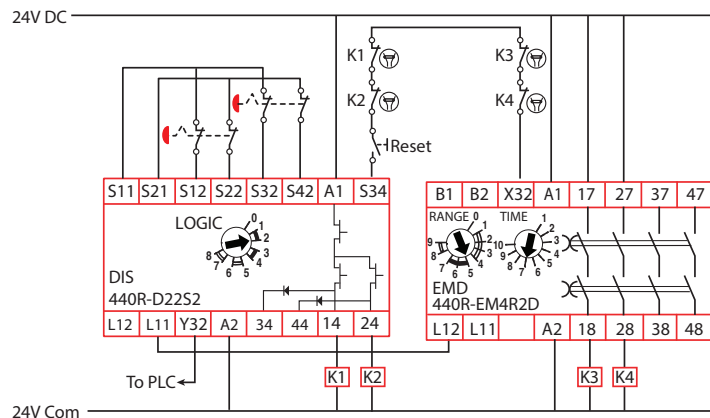 24V DC
K1
K2
Reset
K3
K4
S11 S21 S12 S22 S32 S42 A1 S34
LOGIC
0
1
2
3
4
5
6
7
8
DIS
440R-D22S2
L12 L11 Y32 A2 34 44 14 24
B1 B2 X32 A1 17 27 37 47
RANGE
0
1
2
3
4
5
6
7
8
9
TIME
1
2
3
4
5
6
7
8
9
10
EMD
440R-EM4R2D
L12 L11 A2 18 28 38 48
To PLC
K1 K2 K3 K4
24V Com